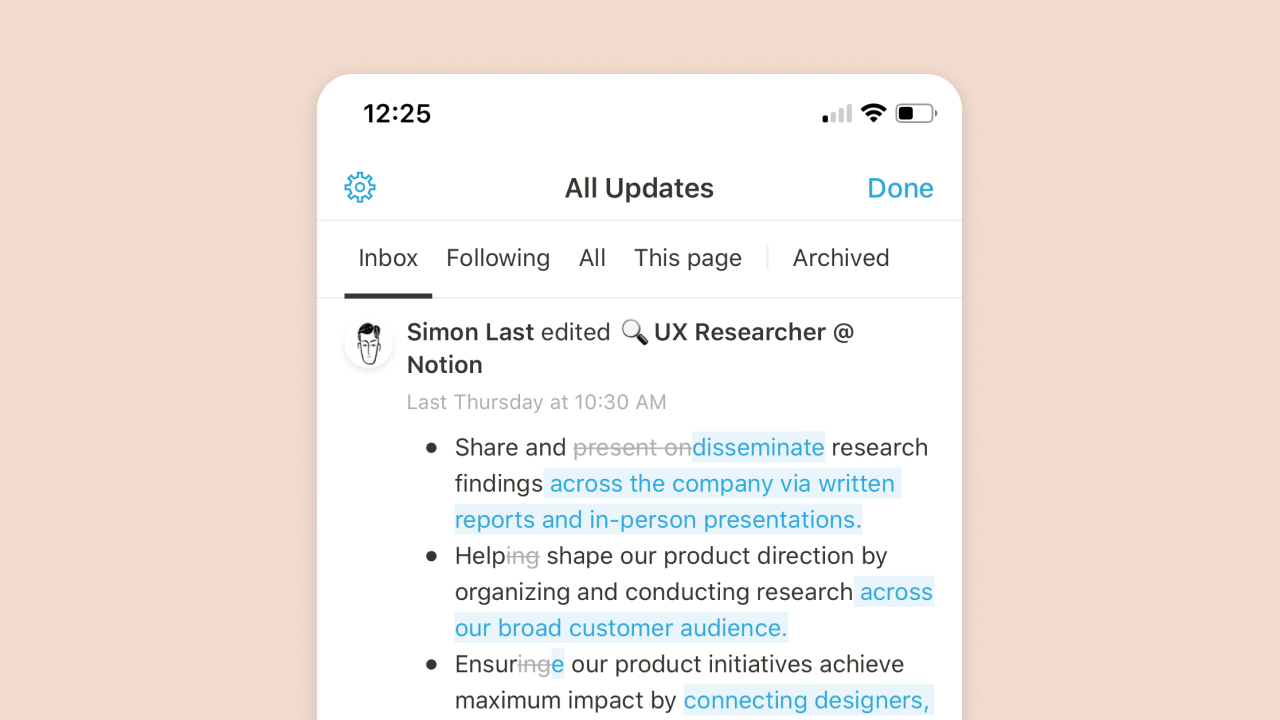 12:25
All Updates
Done
Inbox Following All This page Archived
Simon Last edited 🔍 UX Researcher @
Notion
Last Thursday at 10:30 AM
● Share and present ondisseminate research
findings across the company via written
reports and in-person presentations.
● Helping shape our product direction by
organizing and conducting research across
our broad customer audience.
● Ensuringe our product initiatives achieve
maximum impact by connecting designers,